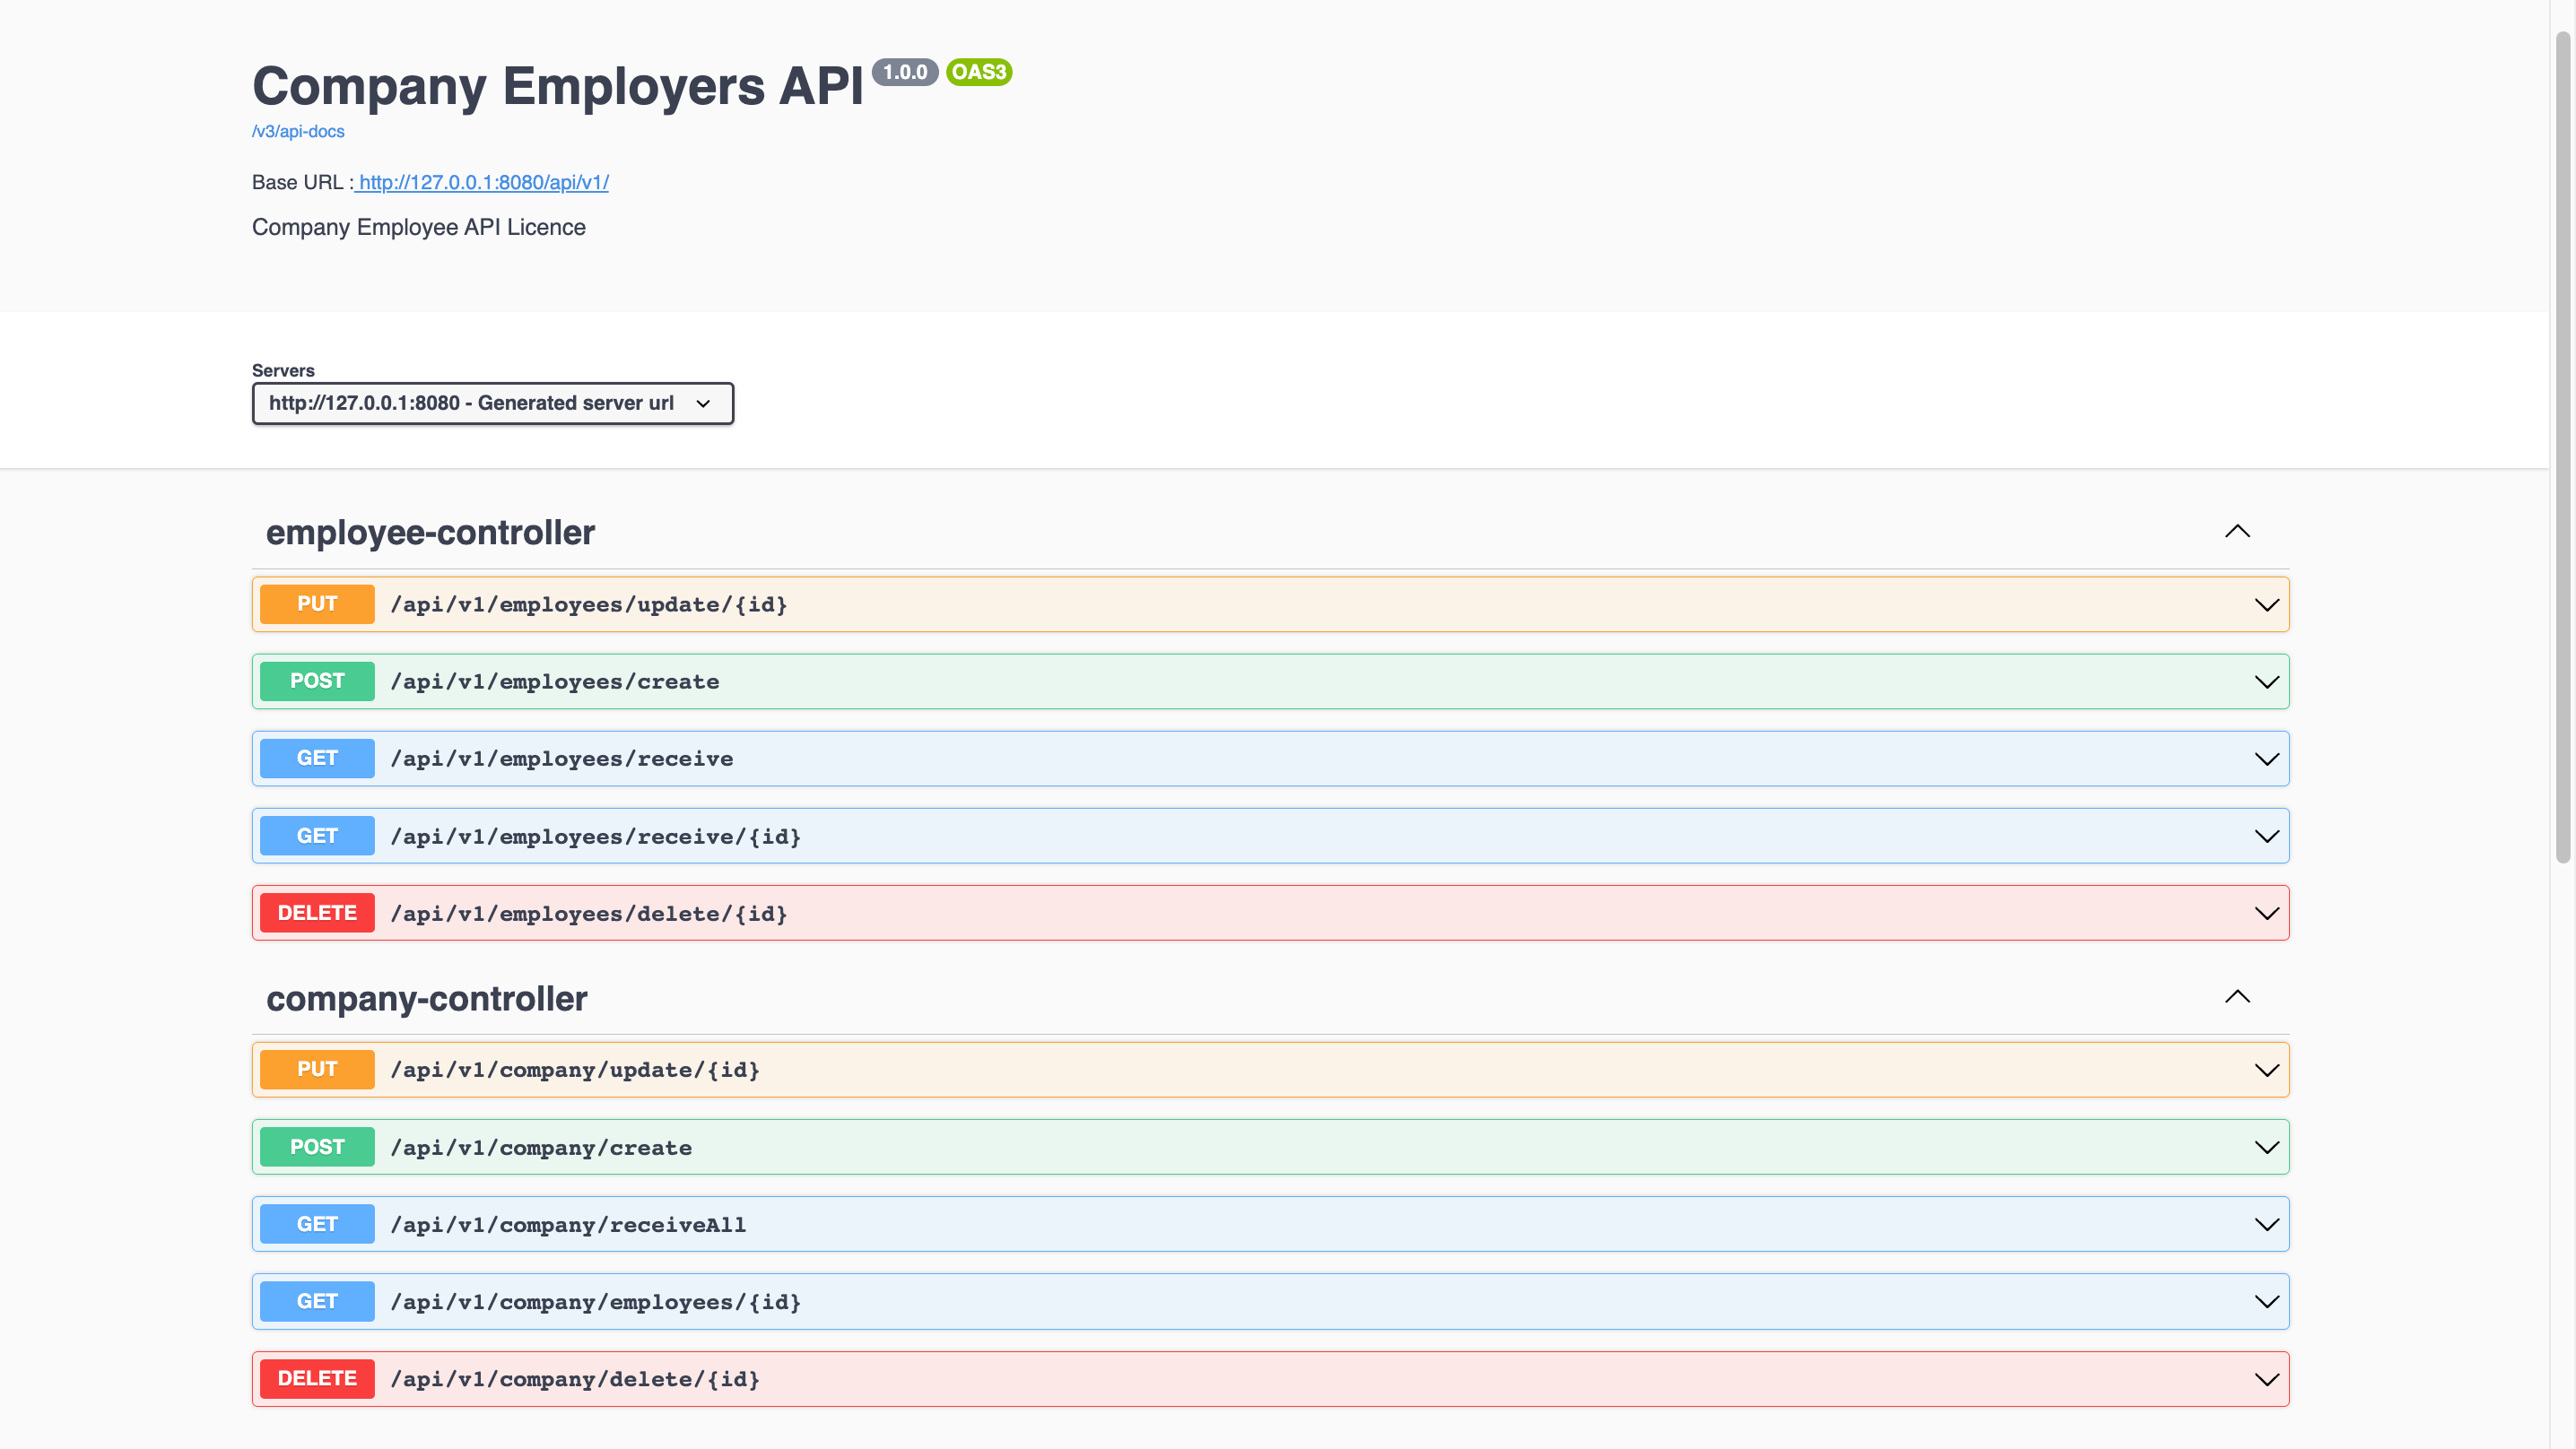 Company Employers API 1.0.0 OAS3
/v3/api-docs
Base URL : http://127.0.0.1:8080/api/v1/
Company Employee API Licence
Servers
http://127.0.0.1:8080 - Generated server url
employee-controller
PUT /api/v1/employees/update/{id}
POST /api/v1/employees/create
GET /api/v1/employees/receive
GET /api/v1/employees/receive/{id}
DELETE /api/v1/employees/delete/{id}
company-controller
PUT /api/v1/company/update/{id}
POST /api/v1/company/create
GET /api/v1/company/receiveAll
GET /api/v1/company/employees/{id}
DELETE /api/v1/company/delete/{id}